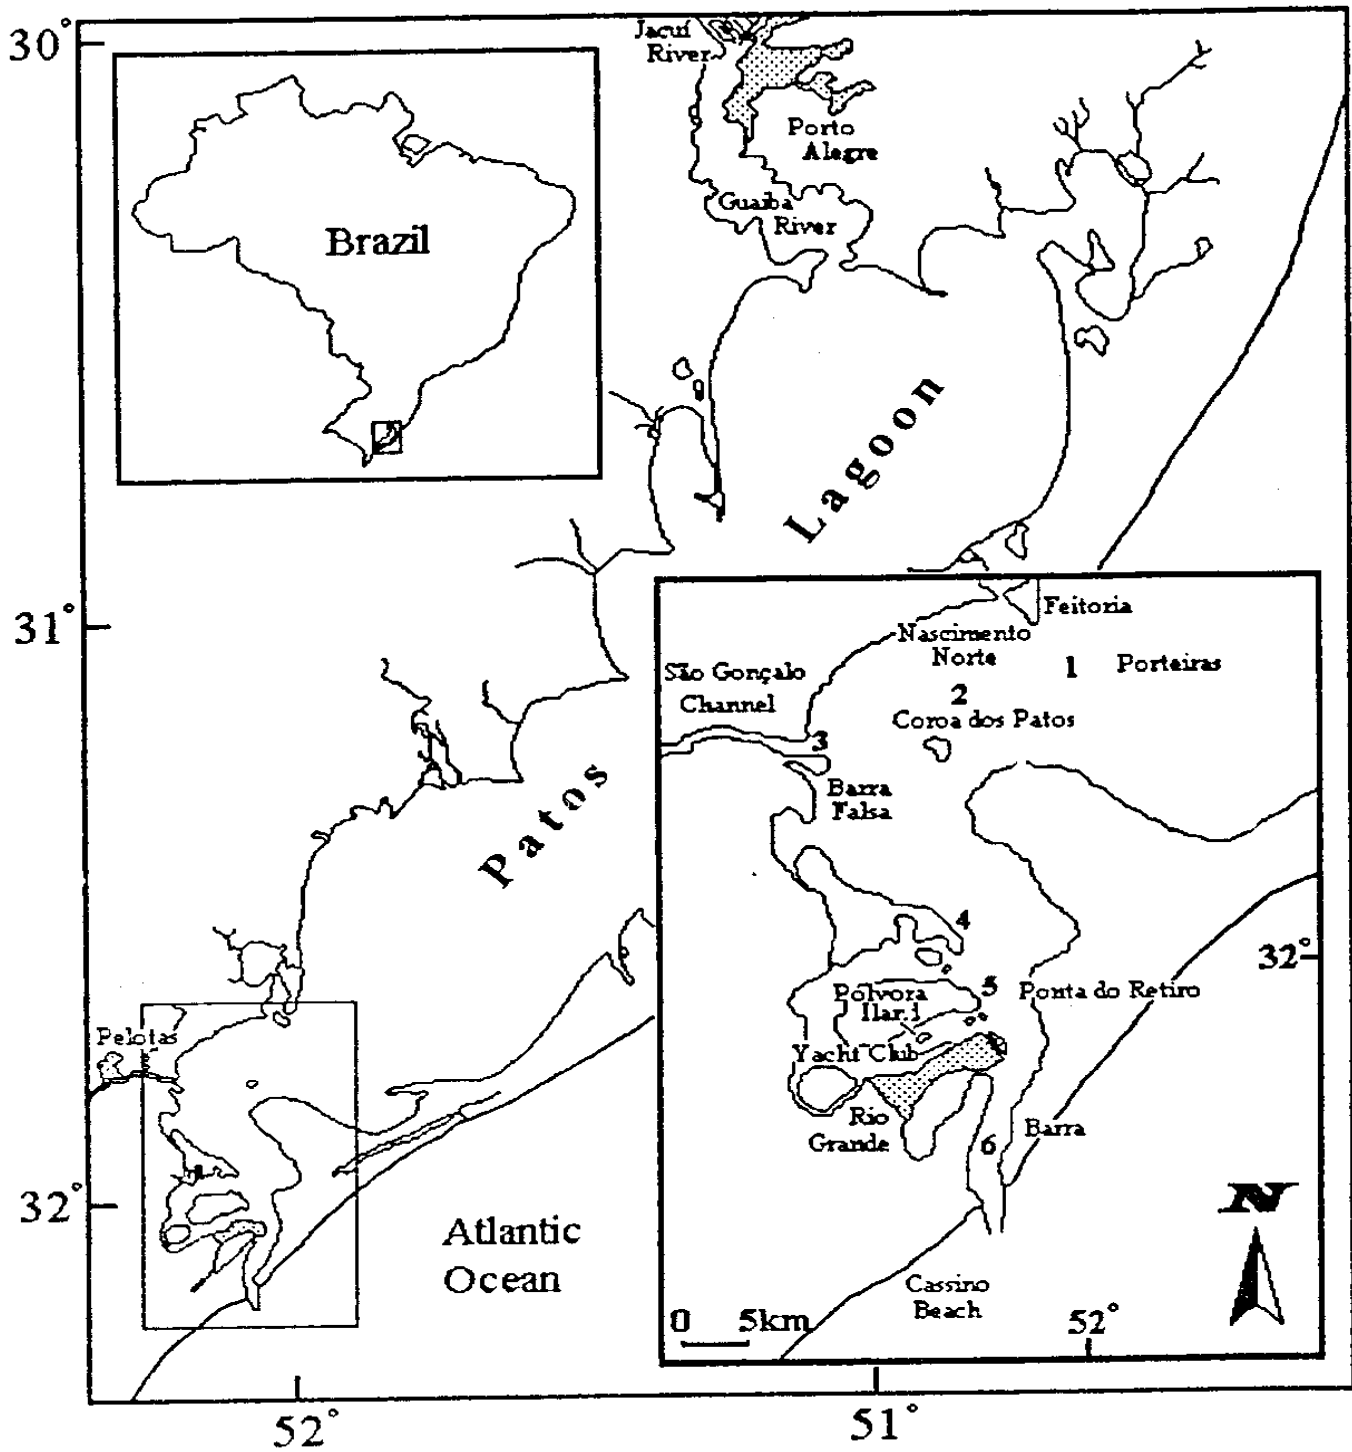 30°
Jacuí
River
Porto
Alegre
Guaíba
River
Brazil
Lagoon
31°
Feitoria
Nascimento
Norte
1
Porteiras
São Gonçalo
Channel
2
Coroa dos Patos
3
Patos
Barra
Falsa
4
32°
5
Ponta do Retiro
Pólvora
Yacht Club
Pelotas
Rio
Grande
Barra
6
32°
Atlantic
Ocean
N
Cassino
Beach
0
5km
52°
52°
51°